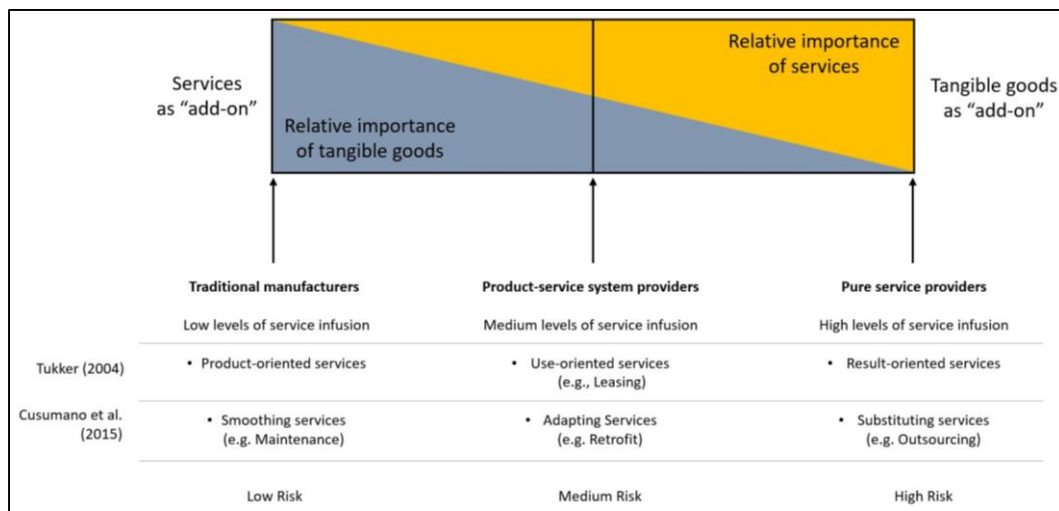 Services
as “add-on”
Relative importance
of tangible goods
Relative importance
of services
Tangible goods
as “add-on”
Traditional manufacturers
Product-service system providers
Pure service providers
Low levels of service infusion
Medium levels of service infusion
High levels of service infusion
Tukker (2004)
• Product-oriented services
• Use-oriented services
(e.g., Leasing)
• Result-oriented services
Cusumano et al.
(2015)
• Smoothing services
(e.g. Maintenance)
• Adapting Services
(e.g. Retrofit)
• Substituting services
(e.g. Outsourcing)
Low Risk
Medium Risk
High Risk